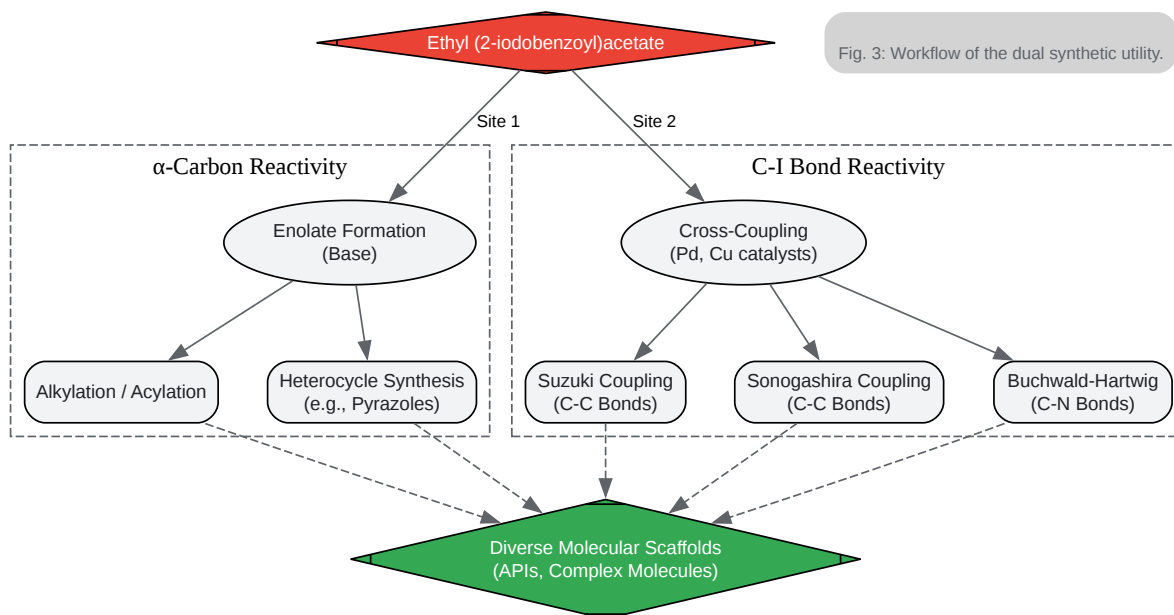 Ethyl (2-iodobenzoyl)acetate
Fig. 3: Workflow of the dual synthetic utility.
Site 1
Site 2
α-Carbon Reactivity
C-I Bond Reactivity
Enolate Formation
(Base)
Cross-Coupling
(Pd, Cu catalysts)
Alkylation / Acylation
Heterocycle Synthesis
(e.g., Pyrazoles)
Suzuki Coupling
(C-C Bonds)
Sonogashira Coupling
(C-C Bonds)
Buchwald-Hartwig
(C-N Bonds)
Diverse Molecular Scaffolds
(APIs, Complex Molecules)